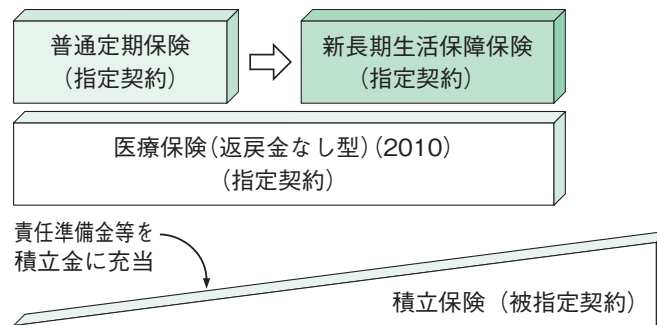 普通定期保険
（指定契約）
新長期生活保障保険
（指定契約）
医療保険（返戻金なし型）（2010）
（指定契約）
責任準備金等を
積立金に充当
積立保険（被指定契約）